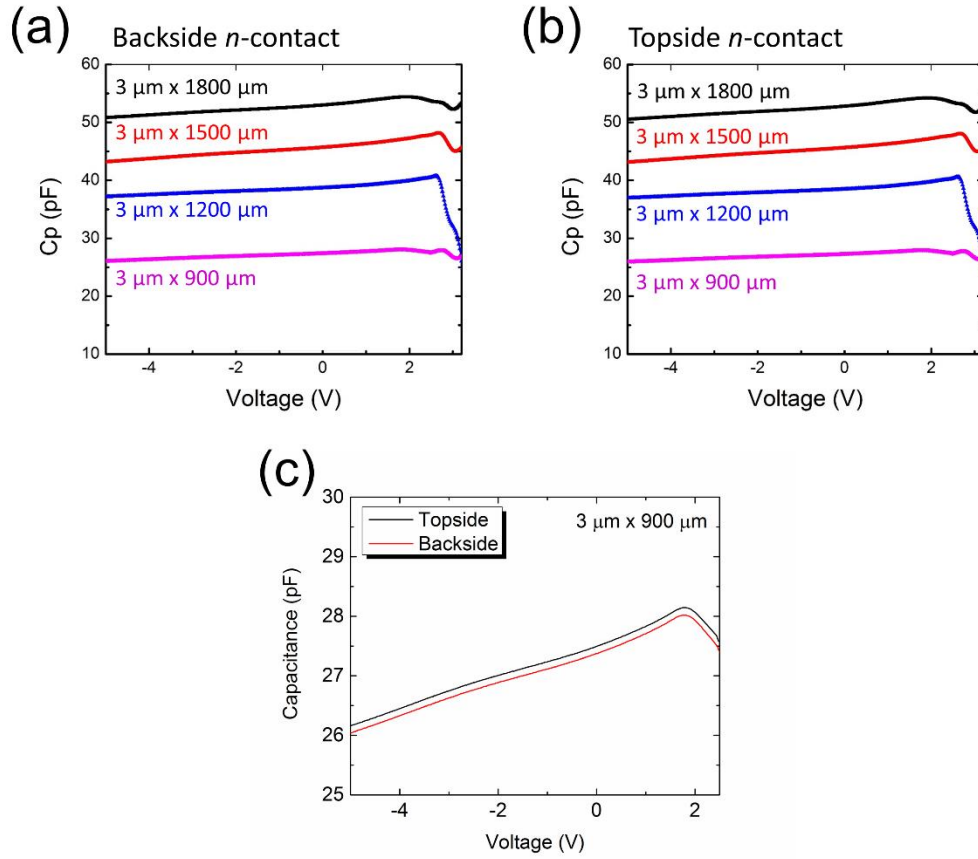 (a) Backside n-contact
60
50
40
30
20
10
Cp (pF)
3 µm x 1800 µm
3 µm x 1500 µm
3 µm x 1200 µm
3 µm x 900 µm
-4 -2 0 2
Voltage (V)
(b) Topside n-contact
60
50
40
30
20
10
Cp (pF)
3 µm x 1800 µm
3 µm x 1500 µm
3 µm x 1200 µm
3 µm x 900 µm
-4 -2 0 2
Voltage (V)
(c)
30
29
28
27
26
25
Capacitance (pF)
Topside
Backside
3 µm x 900 µm
-4 -2 0 2
Voltage (V)